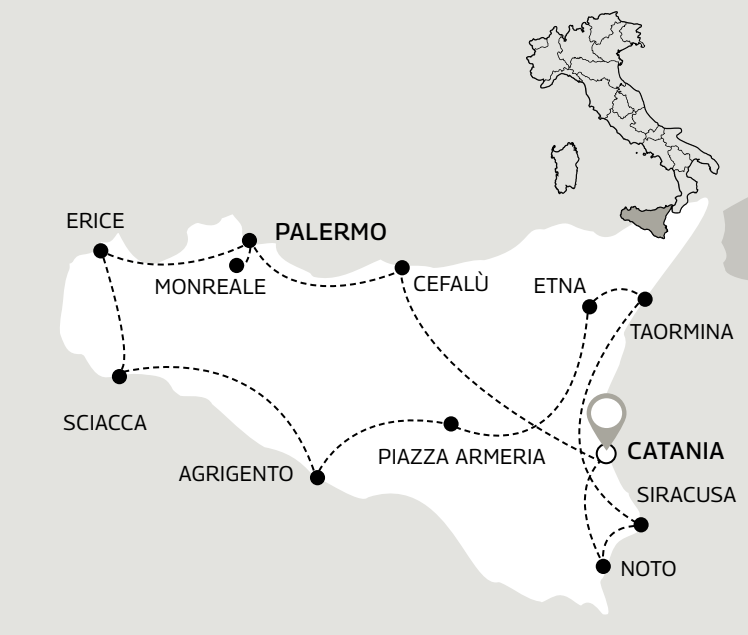 ERICE
PALERMO
MONREALE
CEFALÙ
ETNA
TAORMINA
SCIACCA
AGRIGENTO
PIAZZA ARMERIA
CATANIA
SIRACUSA
NOTO